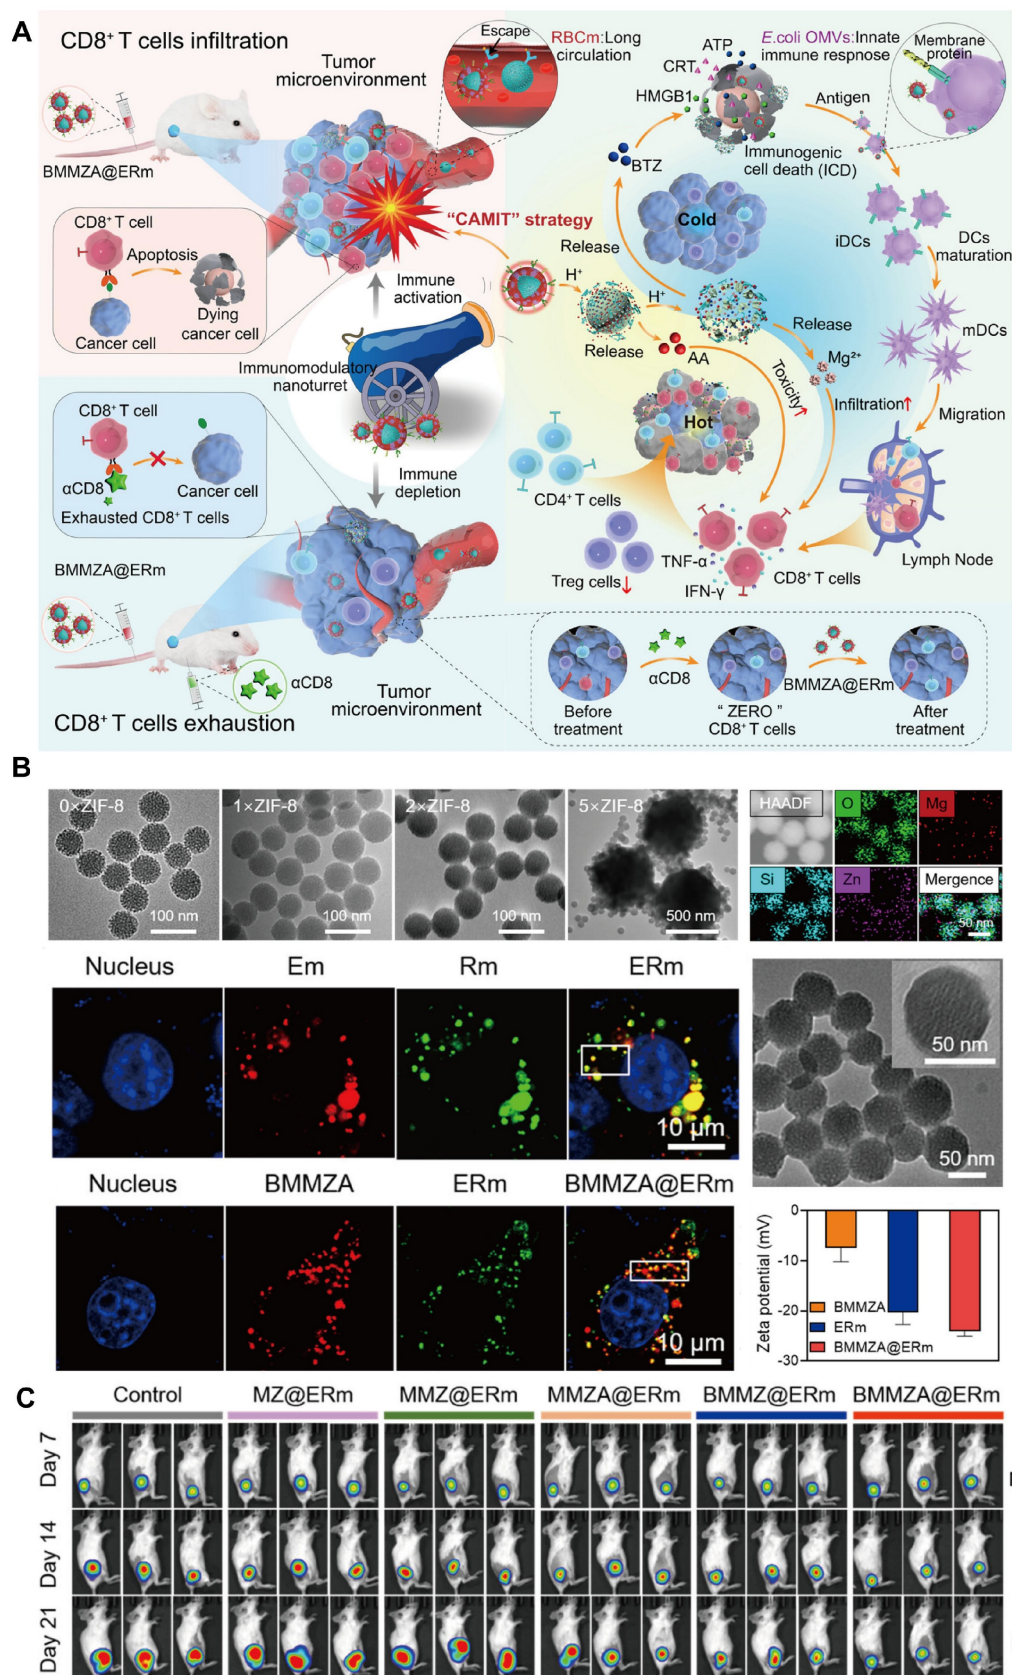 A
CD8⁺ T cells infiltration
Tumor
microenvironment
BMMZA@ERm
Escape
RBCm:Long
circulation
ATP
CRT
HMGB1
E.coli OMVs:Innate
immune respnose
Membrane
protein
Antigen
BTZ
Immunogenic
cell death (ICD)
CD8⁺ T cell
Apoptosis
Cancer cell
Dying
cancer cell
"CAMIT" strategy
Immune
activation
Immunomodulatory
nanoturret
Immune
depletion
Release
H⁺
H⁺
Release
AA
Cold
Hot
Release
Mg²⁺
Toxicity
Infiltration
iDCs
DCs
maturation
mDCs
Migration
Lymph Node
CD4⁺ T cells
Treg cells
TNF-α
IFN-γ
CD8⁺ T cells
CD8⁺ T cell
αCD8
Cancer cell
Exhausted CD8⁺ T cells
BMMZA@ERm
αCD8
CD8⁺ T cells exhaustion
Tumor
microenvironment
Before
treatment
αCD8
" ZERO "
CD8⁺ T cells
BMMZA@ERm
After
treatment
B
0×ZIF-8
100 nm
1×ZIF-8
100 nm
2×ZIF-8
100 nm
5×ZIF-8
500 nm
HAADF
O
Mg
Si
Zn
Mergence
50 nm
Nucleus
Em
Rm
ERm
10 μm
50 nm
50 nm
Nucleus
BMMZA
ERm
BMMZA@ERm
10 μm
Zeta potential (mV)
0
-10
-20
-30
BMMZA
ERm
BMMZA@ERm
C
Control
MZ@ERm
MMZ@ERm
MMZA@ERm
BMMZ@ERm
BMMZA@ERm
Day 7
Day 14
Day 21